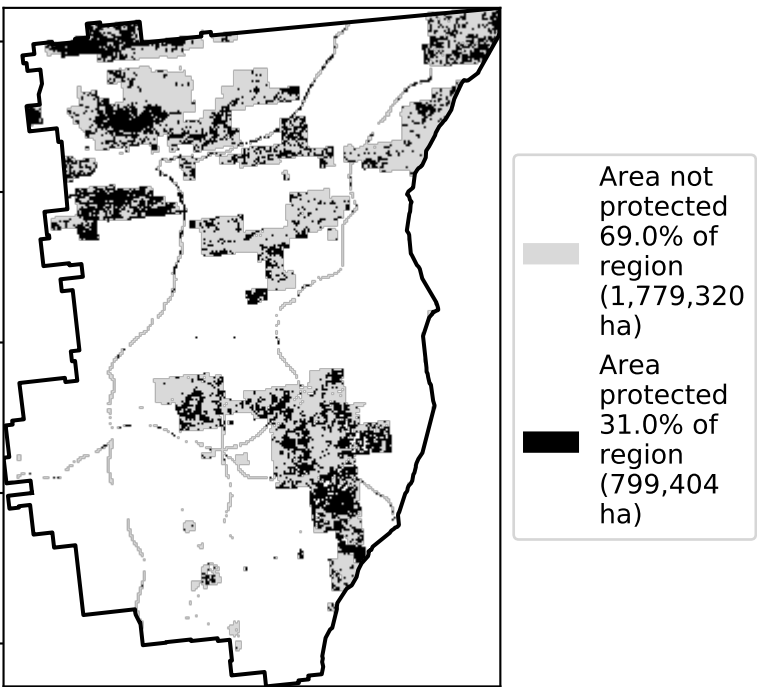 Area not
protected
69.0% of
region
(1,779,320
ha)
Area
protected
31.0% of
region
(799,404
ha)